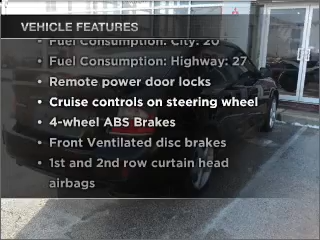 VEHICLE FEATURES
• Fuel Consumption: City: 20
• Fuel Consumption: Highway: 27
• Remote power door locks
• Cruise controls on steering wheel
• 4-wheel ABS Brakes
• Front Ventilated disc brakes
• 1st and 2nd row curtain head
airbags